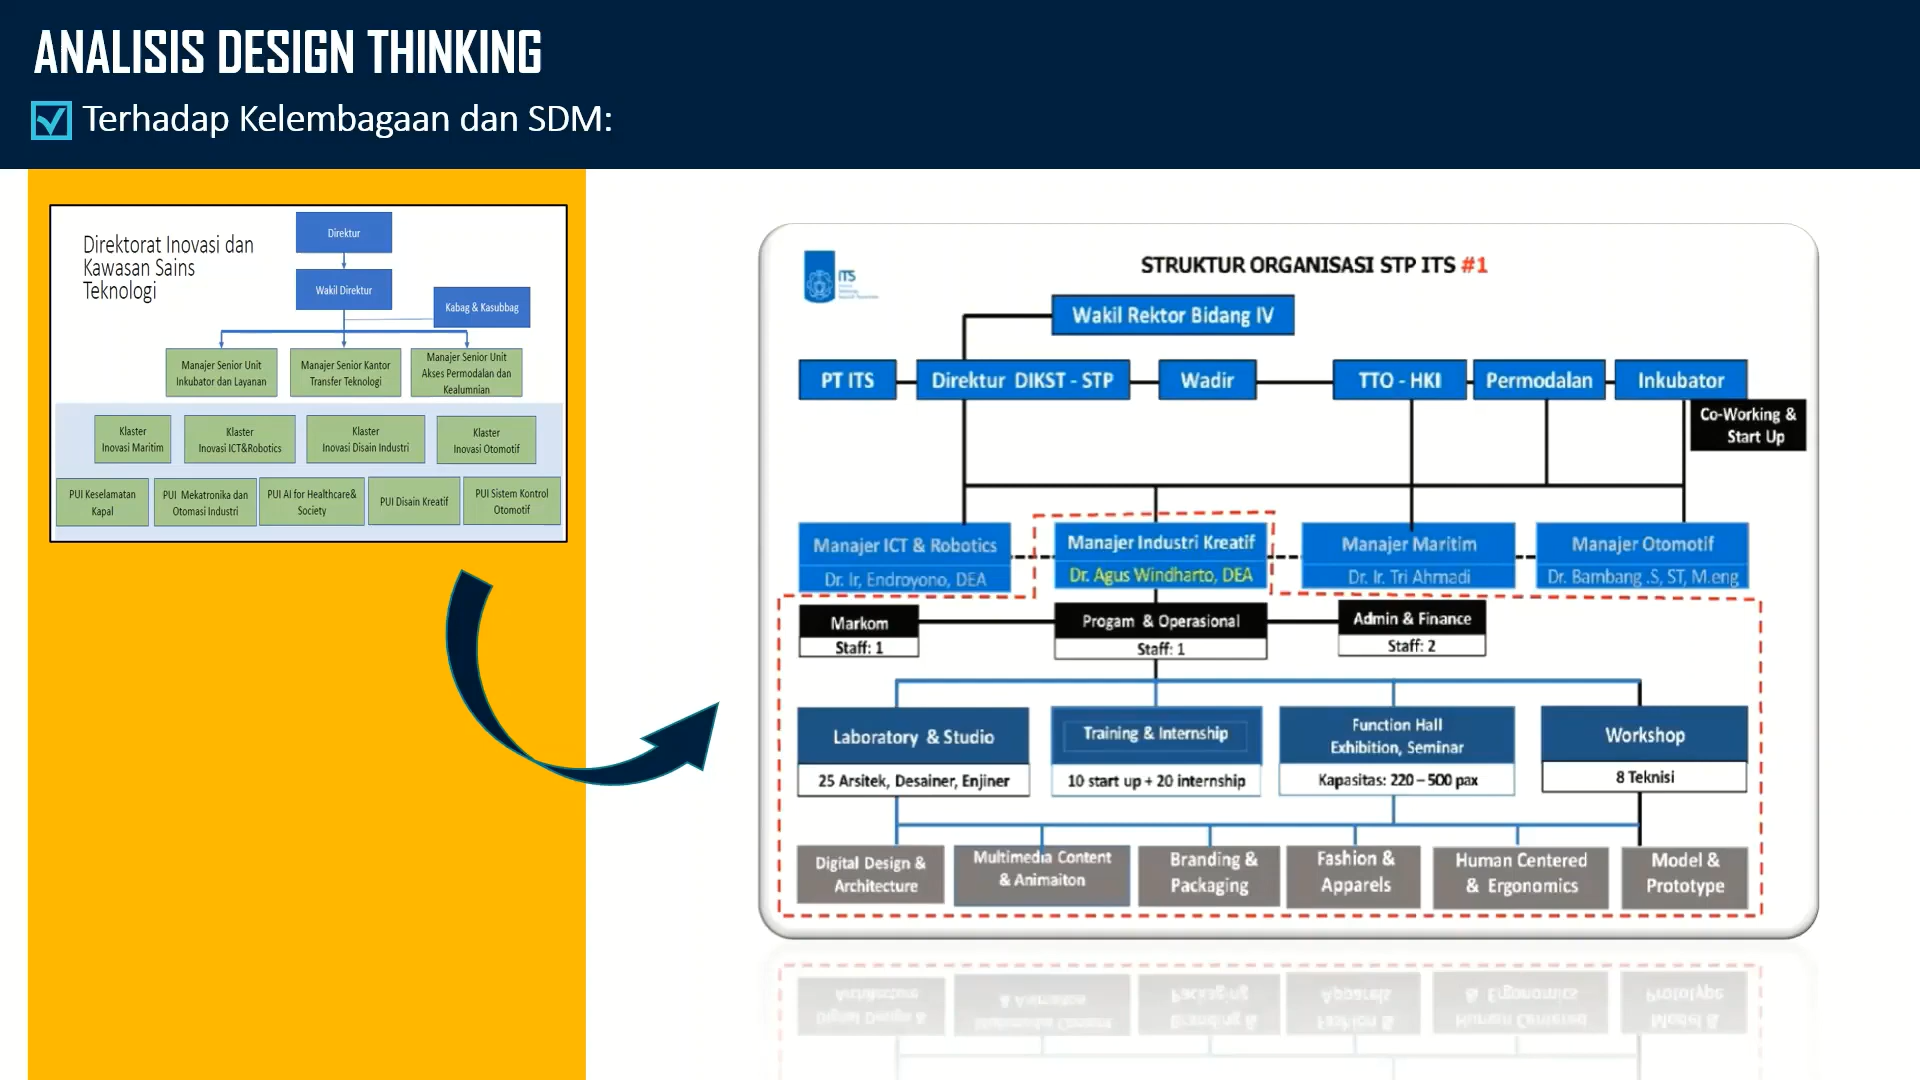 ANALISIS DESIGN THINKING
Terhadap Kelembagaan dan SDM:
Direktorat Inovasi dan
Kawasan Sains
Teknologi
Direktur
Wakil Direktur
Kabag & Kasubbag
Manajer Senior Unit
Inkubator dan Layanan
Manajer Senior Kantor
Transfer Teknologi
Manajer Senior Unit
Akses Permodalan dan
Kealumnian
Klaster
Inovasi Maritim
Klaster
Inovasi ICT&Robotics
Klaster
Inovasi Disain Industri
Klaster
Inovasi Otomotif
PUI Keselamatan
Kapal
PUI Mekatronika dan
Otomasi Industri
PUI AI for Healthcare&
Society
PUI Disain Kreatif
PUI Sistem Kontrol
Otomotif
ITS
STRUKTUR ORGANISASI STP ITS #1
Wakil Rektor Bidang IV
PT ITS
Direktur DIKST - STP
Wadir
TTO - HKI
Permodalan
Inkubator
Co-Working &
Start Up
Manajer ICT & Robotics
Dr. Ir, Endroyono, DEA
Manajer Industri Kreatif
Dr. Agus Windharto, DEA
Manajer Maritim
Dr. Ir. Tri Ahmadi
Manajer Otomotif
Dr. Bambang .S, ST, M.eng
Markom
Staff: 1
Progam & Operasional
Staff: 1
Admin & Finance
Staff: 2
Laboratory & Studio
25 Arsitek, Desainer, Enjiner
Training & Internship
10 start up + 20 internship
Function Hall
Exhibition, Seminar
Kapasitas: 220 – 500 pax
Workshop
8 Teknisi
Digital Design &
Architecture
Multimedia Content
& Animaiton
Branding &
Packaging
Fashion &
Apparels
Human Centered
& Ergonomics
Model &
Prototype